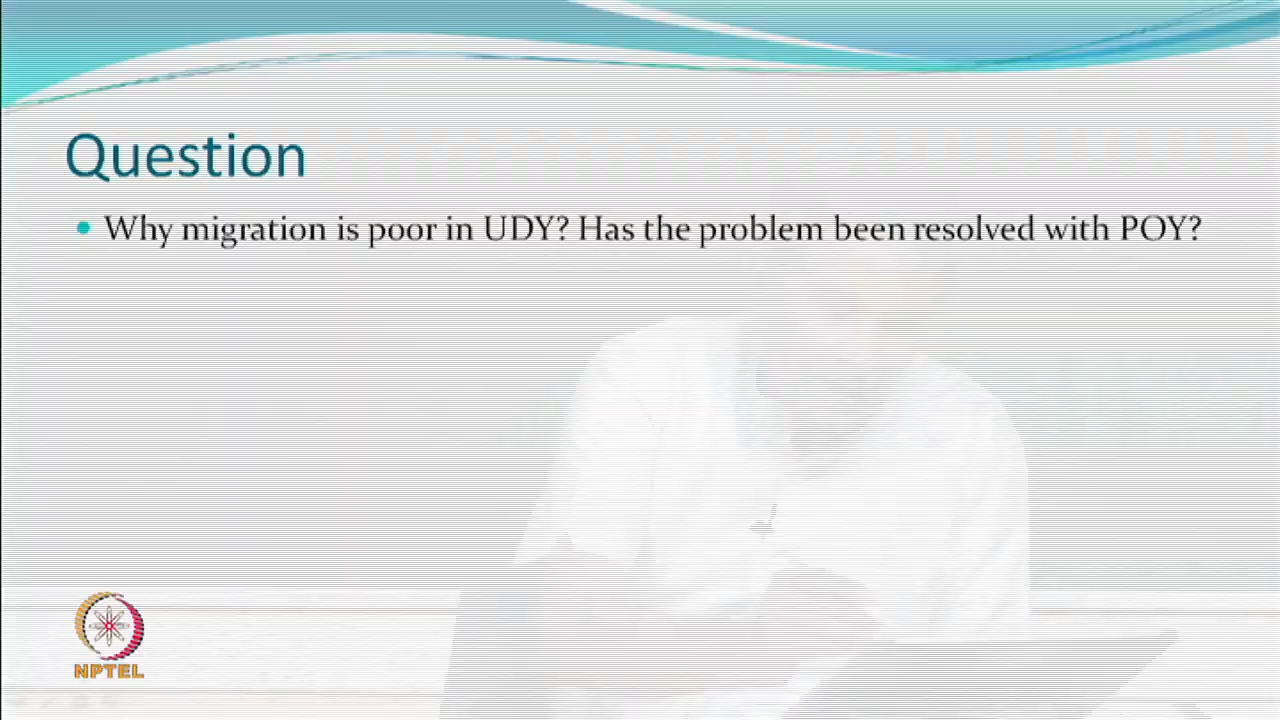 Question
Why migration is poor in UDY? Has the problem been resolved with POY?
NPTEL